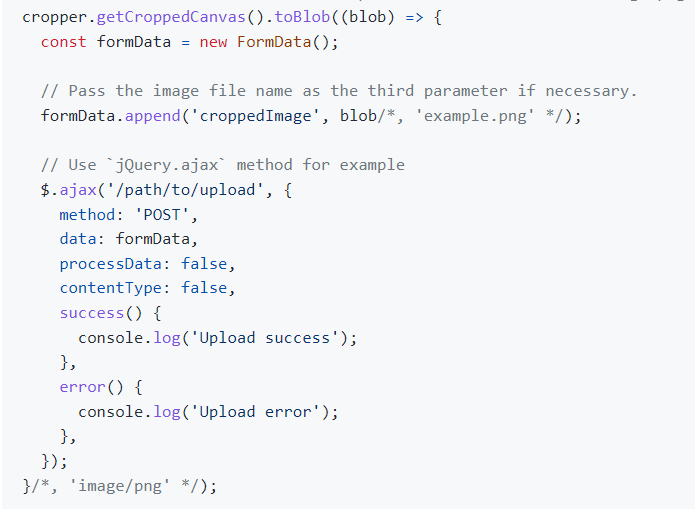 cropper.getCroppedCanvas().toBlob((blob) => {
  const formData = new FormData();

  // Pass the image file name as the third parameter if necessary.
  formData.append('croppedImage', blob/*, 'example.png' */);

  // Use `jQuery.ajax` method for example
  $.ajax('/path/to/upload', {
    method: 'POST',
    data: formData,
    processData: false,
    contentType: false,
    success() {
      console.log('Upload success');
    },
    error() {
      console.log('Upload error');
    },
  });
}/*, 'image/png' */);